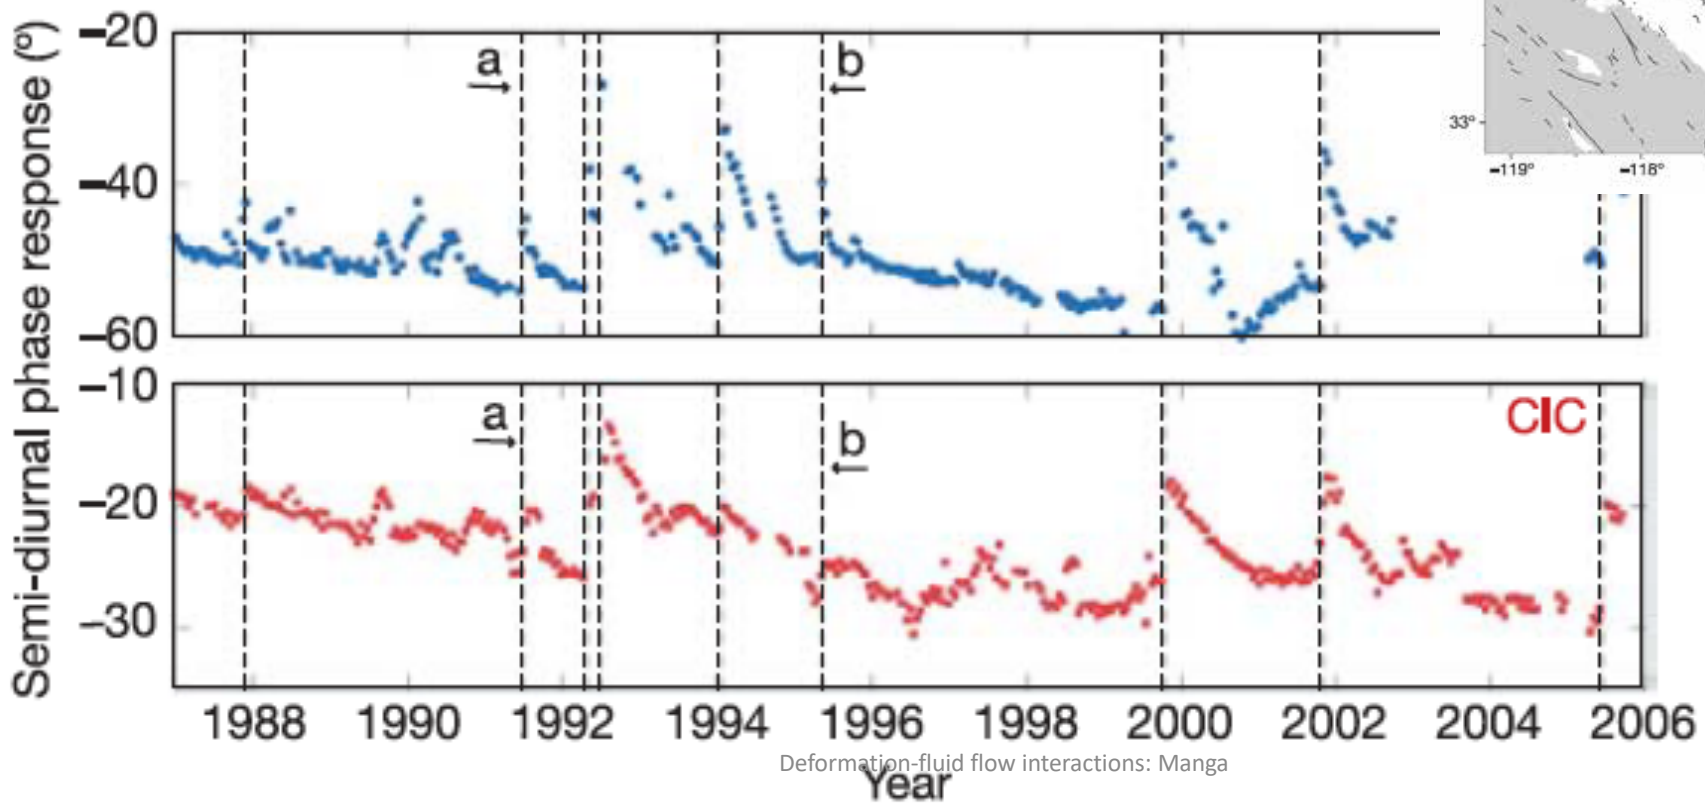 Semi-diurnal phase response (º)
−20
−40
−60
a
b
33°
−119°
−118°
−10
−20
−30
a
b
CIC
1988 1990 1992 1994 1996 1998 2000 2002 2004 2006
Deformation-fluid flow interactions: Manga
Year